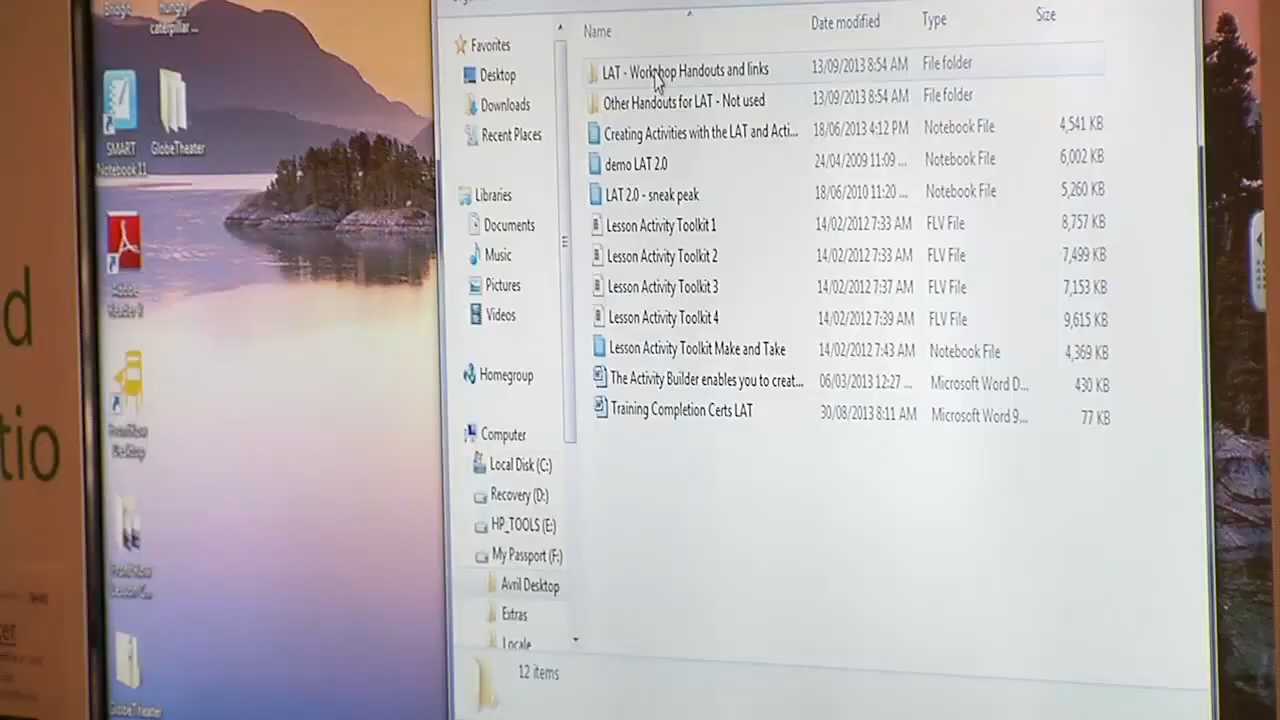 hungry
caterpillar ...
SMART
Notebook 11
GlobeTheater
Adobe
Reader X
GlobeTheater
d
tio
Favorites
Desktop
Downloads
Recent Places
Libraries
Documents
Music
Pictures
Videos
Homegroup
Computer
Local Disk (C:)
Recovery (D:)
HP_TOOLS (E:)
My Passport (F:)
Avril Desktop
Extras
Locale
Name Date modified Type Size
LAT - Workshop Handouts and links 13/09/2013 8:54 AM File folder
Other Handouts for LAT - Not used 13/09/2013 8:54 AM File folder
Creating Activities with the LAT and Acti... 18/06/2013 4:12 PM Notebook File 4,541 KB
demo LAT 2.0 24/04/2009 11:09 ... Notebook File 6,002 KB
LAT 2.0 - sneak peak 18/06/2010 11:20 ... Notebook File 5,260 KB
Lesson Activity Toolkit 1 14/02/2012 7:33 AM FLV File 8,757 KB
Lesson Activity Toolkit 2 14/02/2012 7:33 AM FLV File 7,499 KB
Lesson Activity Toolkit 3 14/02/2012 7:37 AM FLV File 7,153 KB
Lesson Activity Toolkit 4 14/02/2012 7:39 AM FLV File 9,615 KB
Lesson Activity Toolkit Make and Take 14/02/2012 7:43 AM Notebook File 4,369 KB
The Activity Builder enables you to creat... 06/03/2013 12:27 ... Microsoft Word D... 430 KB
Training Completion Certs LAT 30/08/2013 8:11 AM Microsoft Word 9... 77 KB
12 items